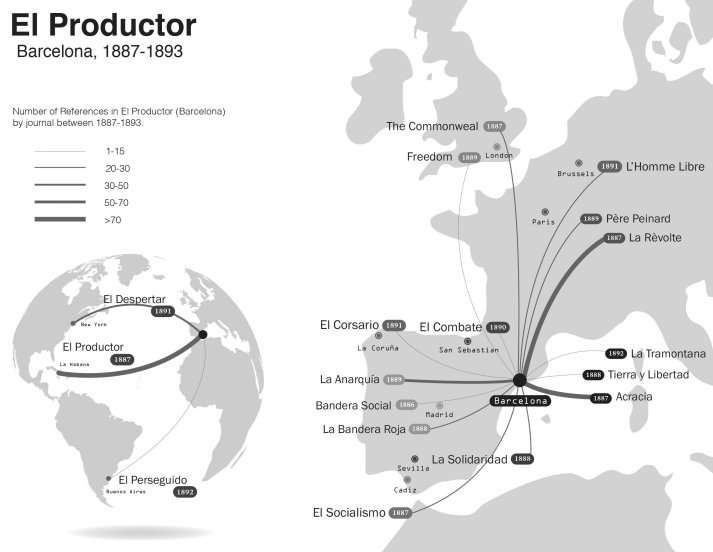 El Productor
Barcelona, 1887-1893
Number of References in El Productor (Barcelona)
by journal between 1887-1893.
1-15
20-30
30-50
50-70
>70
El Despertar
1891
New York
El Productor
1887
La Habana
El Perseguido
Buenos Aires
1892
The Commonweal 1887
Freedom 1889
London
Brussels
1891 L'Homme Libre
Paris
1889 Père Peinard
1887 La Rèvolte
El Corsario 1891
La Coruña
El Combate 1890
San Sebastian
1892 La Tramontana
1888 Tierra y Libertad
1887 Acracia
La Anarquía 1889
Barcelona
Bandera Social 1886
Madrid
La Bandera Roja 1888
La Solidaridad 1888
Sevilla
Cadiz
El Socialismo 1887